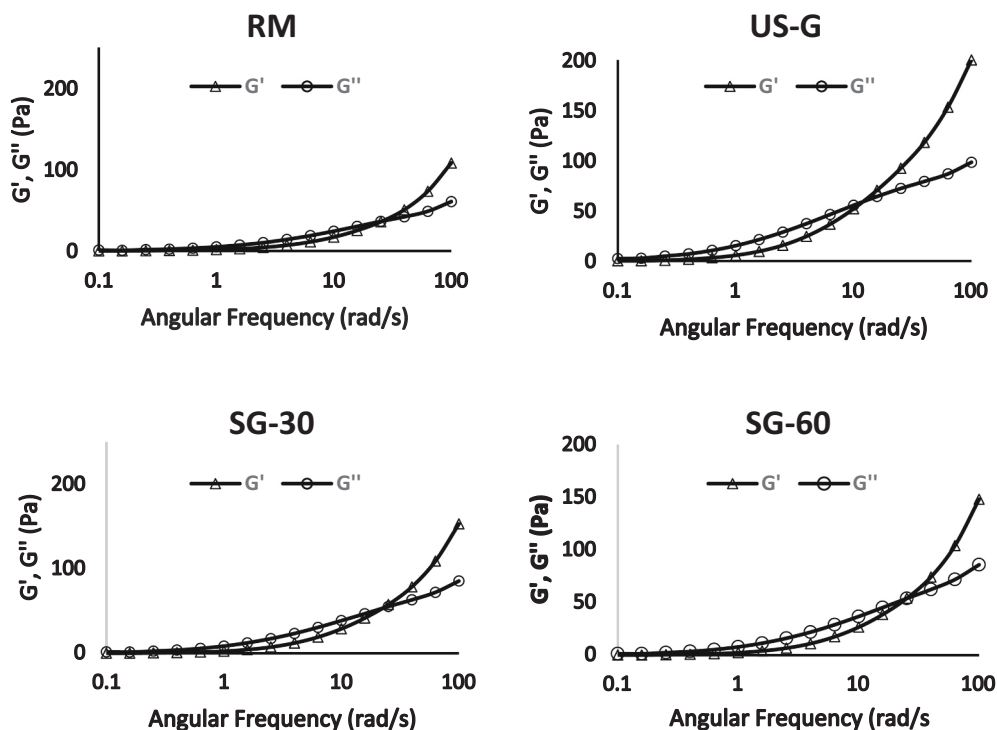 RM
G' G''
G', G'' (Pa)
200
100
0
0.1 1 10 100
Angular Frequency (rad/s)
US-G
G' G''
G', G'' (Pa)
200
150
100
50
0
0.1 1 10 100
Angular Frequency (rad/s)
SG-30
G' G''
G', G'' (Pa)
200
100
0
0.1 1 10 100
Angular Frequency (rad/s)
SG-60
G' G''
G', G'' (Pa)
200
150
100
50
0
0.1 1 10 100
Angular Frequency (rad/s